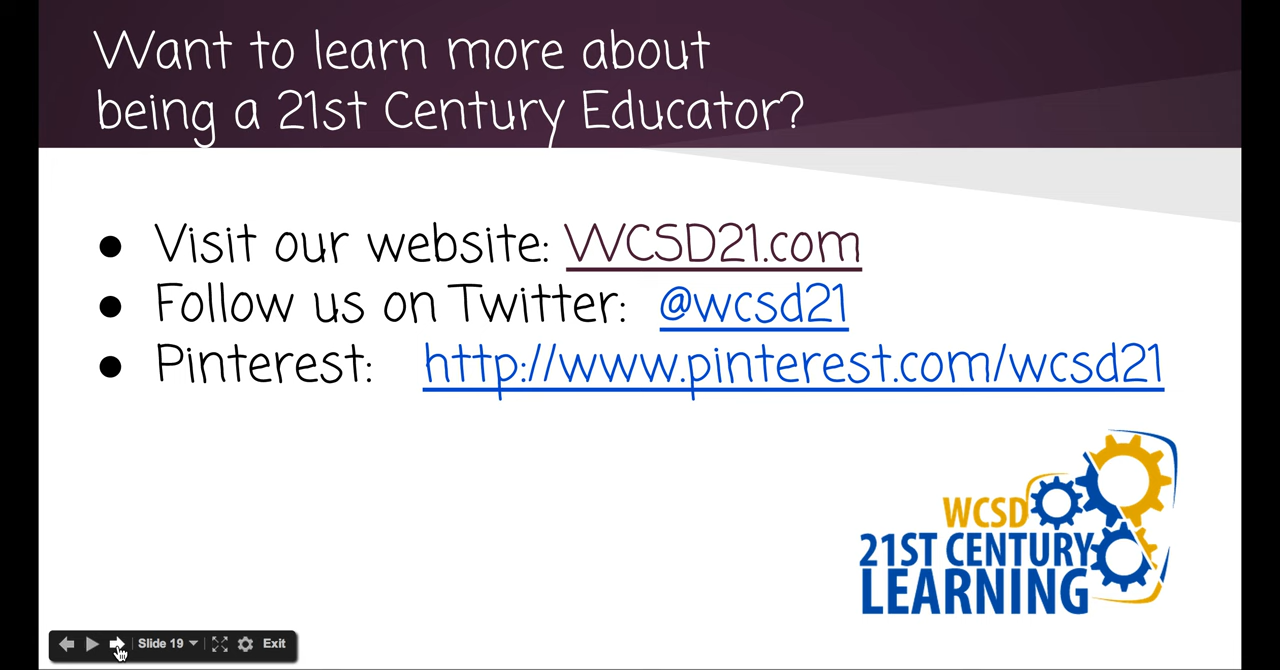 Want to learn more about
being a 21st Century Educator?
● Visit our website: WCSD21.com
● Follow us on Twitter: @wcsd21
● Pinterest: http://www.pinterest.com/wcsd21
WCSD
21ST CENTURY
LEARNING
Slide 19 Exit